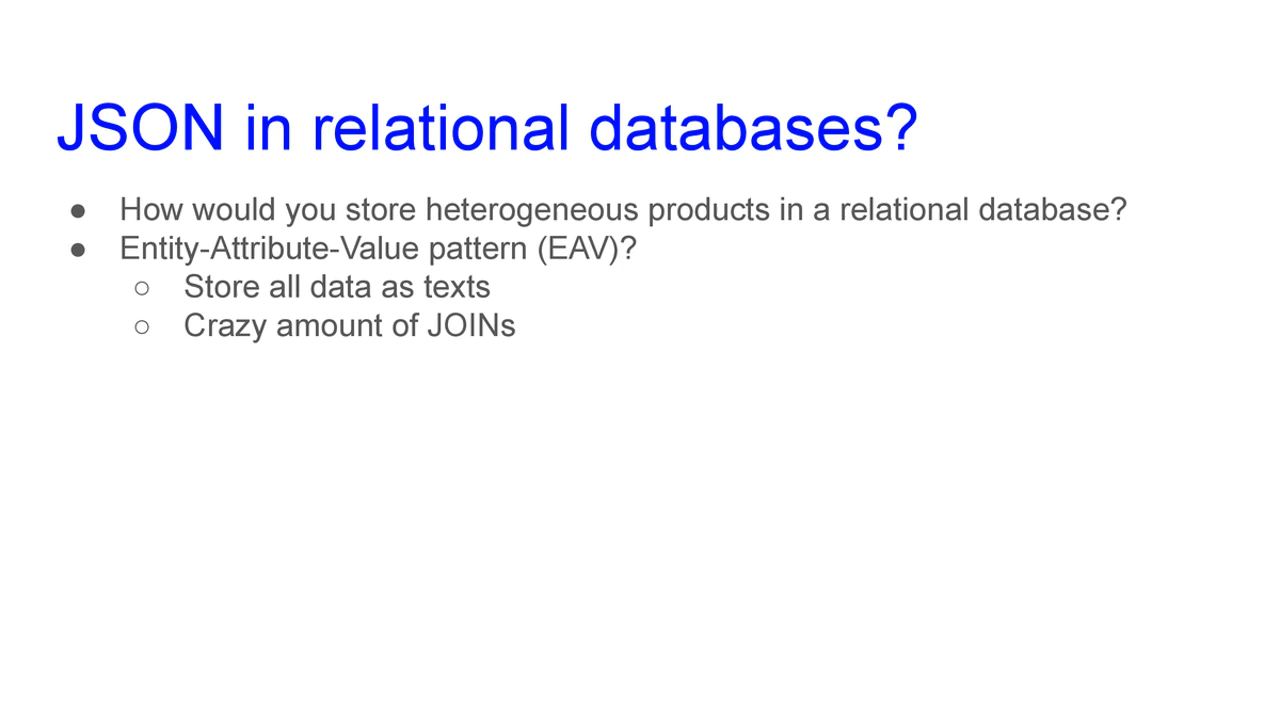 JSON in relational databases?
● How would you store heterogeneous products in a relational database?
● Entity-Attribute-Value pattern (EAV)?
○ Store all data as texts
○ Crazy amount of JOINs